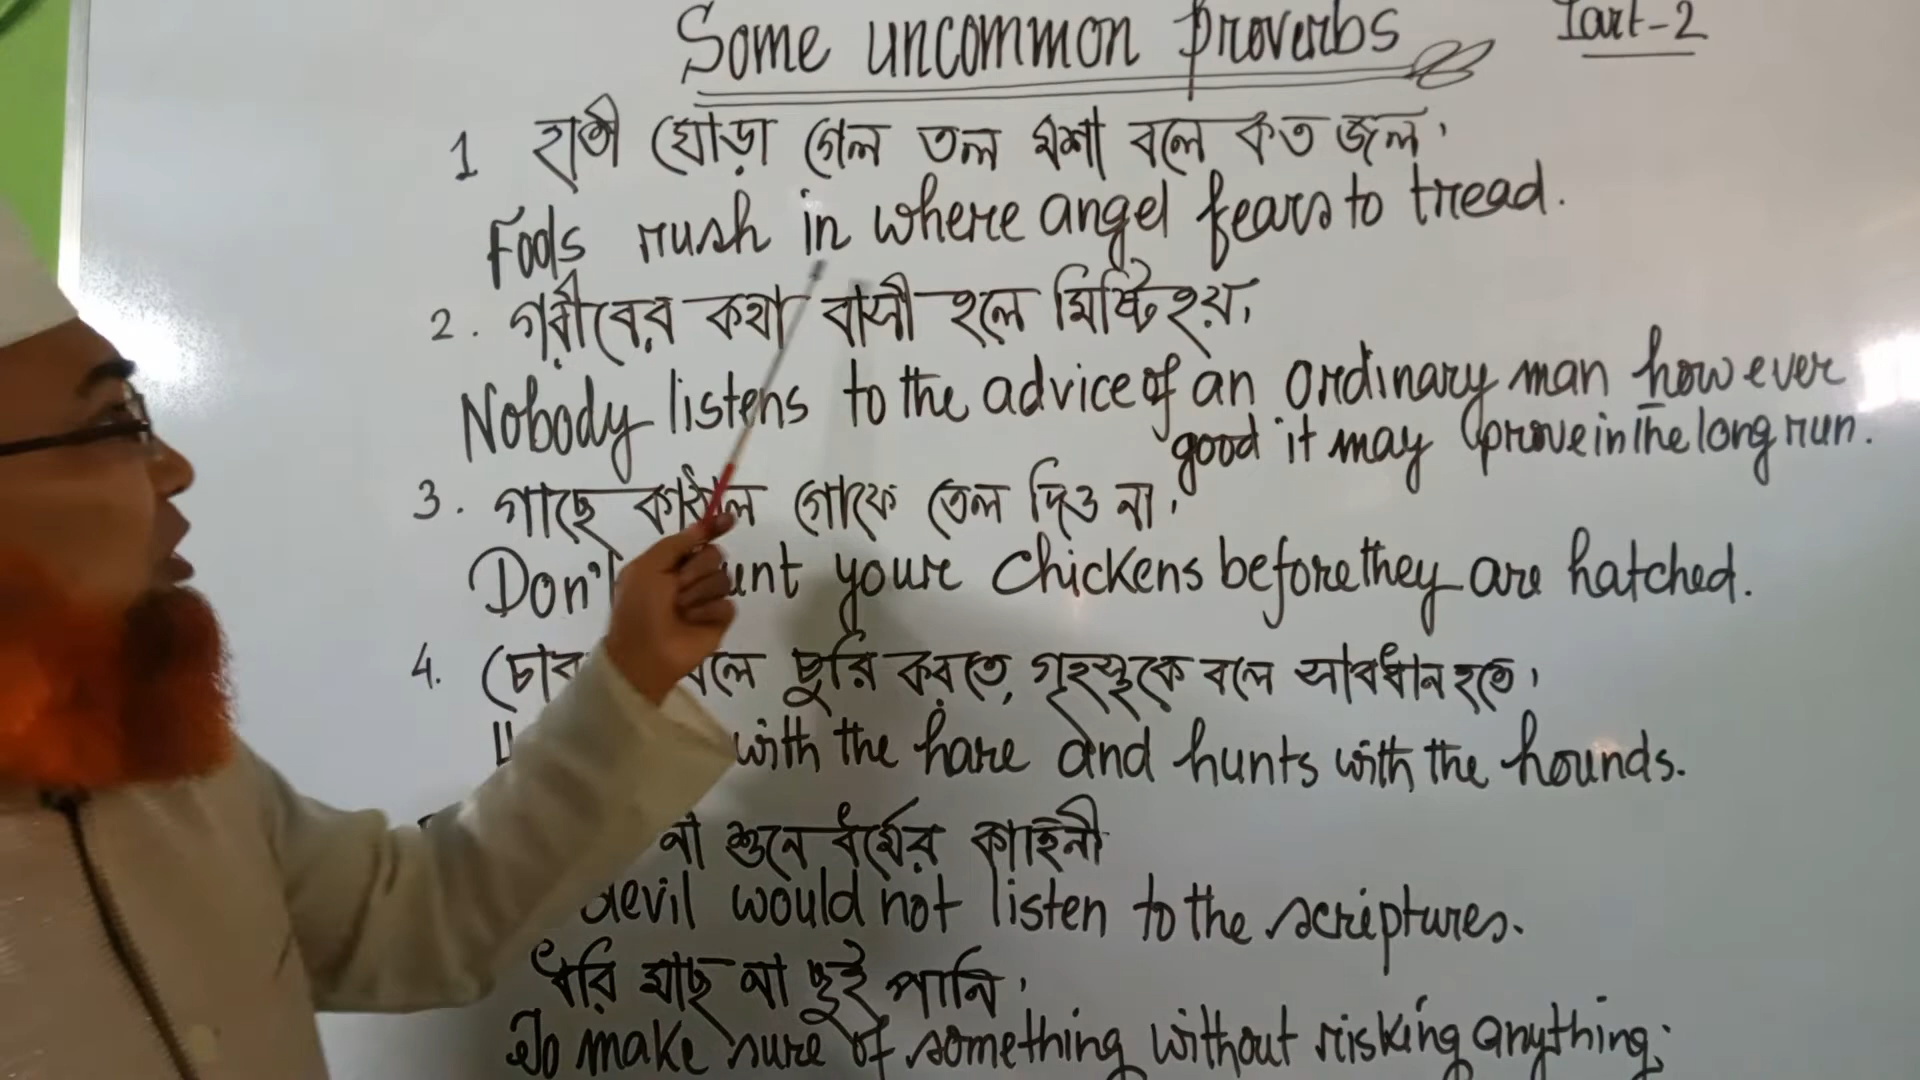 Some uncommon proverbs Part-2
1 হাতী ঘোড়া গেল তল মশা বলে কত জল।
Fools rush in where angel fears to tread.
2. গরীবের কথা বাসী হলে মিষ্টি হয়।
Nobody listens to the advice of an ordinary man however
good it may prove in the long run.
3. গাছে কাঠাল গোফে তেল দিও না।
your chickens before they are hatched.
4. বলে চুরি করতে, গৃহস্থকে বলে সাবধান হতে।
with the hare and hunts with the hounds.
না শুনে ধর্মের কাহিনী
devil would not listen to the scriptures.
ধরি মাছ না ছুই পানি।
To make sure of something without risking anything;